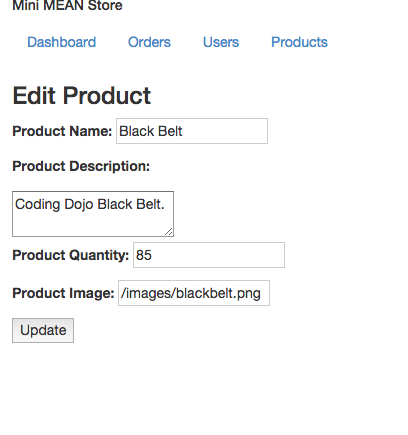 Mini MEAN Store
Dashboard Orders Users Products
Edit Product
Product Name: Black Belt
Product Description:
Coding Dojo Black Belt.
Product Quantity: 85
Product Image: /images/blackbelt.png
Update